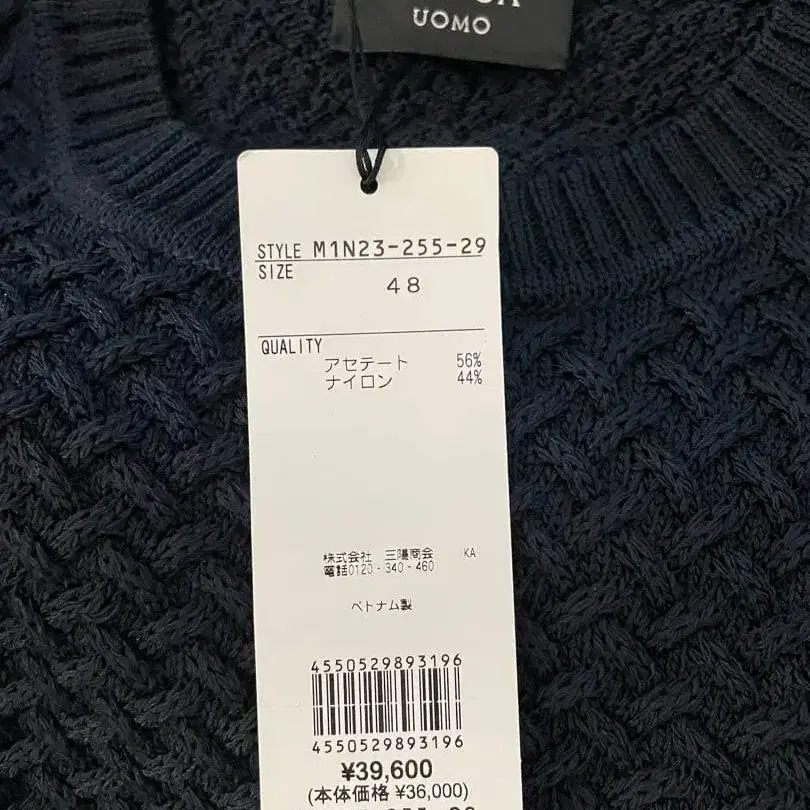 UOMO
STYLE M1N23-255-29
SIZE
48
QUALITY
アセテート 56%
ナイロン 44%
株式会社 三陽商会 KA
電話0120-340-460
ベトナム製
4550529893196
4550529893196
¥39,600
(本体価格 ¥36,000)